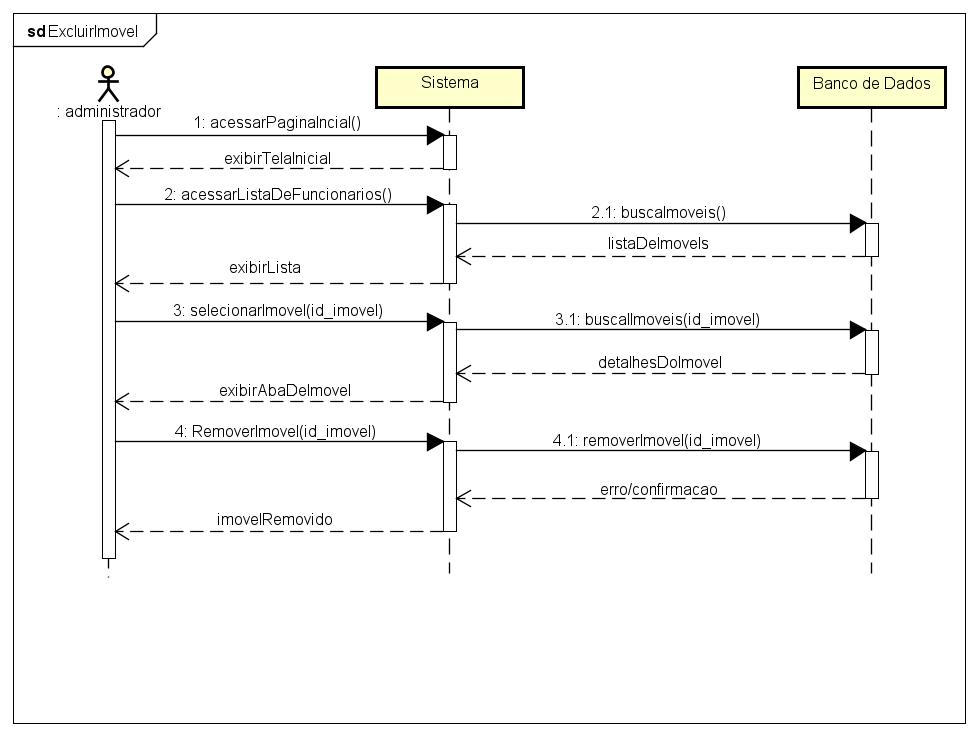 sd ExcluirImovel
: administrador
Sistema
Banco de Dados
1: acessarPaginaIncial()
exibirTelaInicial
2: acessarListaDeFuncionarios()
2.1: buscaImoveis()
listaDeImoveIs
exibirLista
3: selecionarImovel(id_imovel)
3.1: buscaIImoveis(id_imovel)
detalhesDoImovel
exibirAbaDeImovel
4: RemoverImovel(id_imovel)
4.1: removerImovel(id_imovel)
erro/confirmacao
imovelRemovido